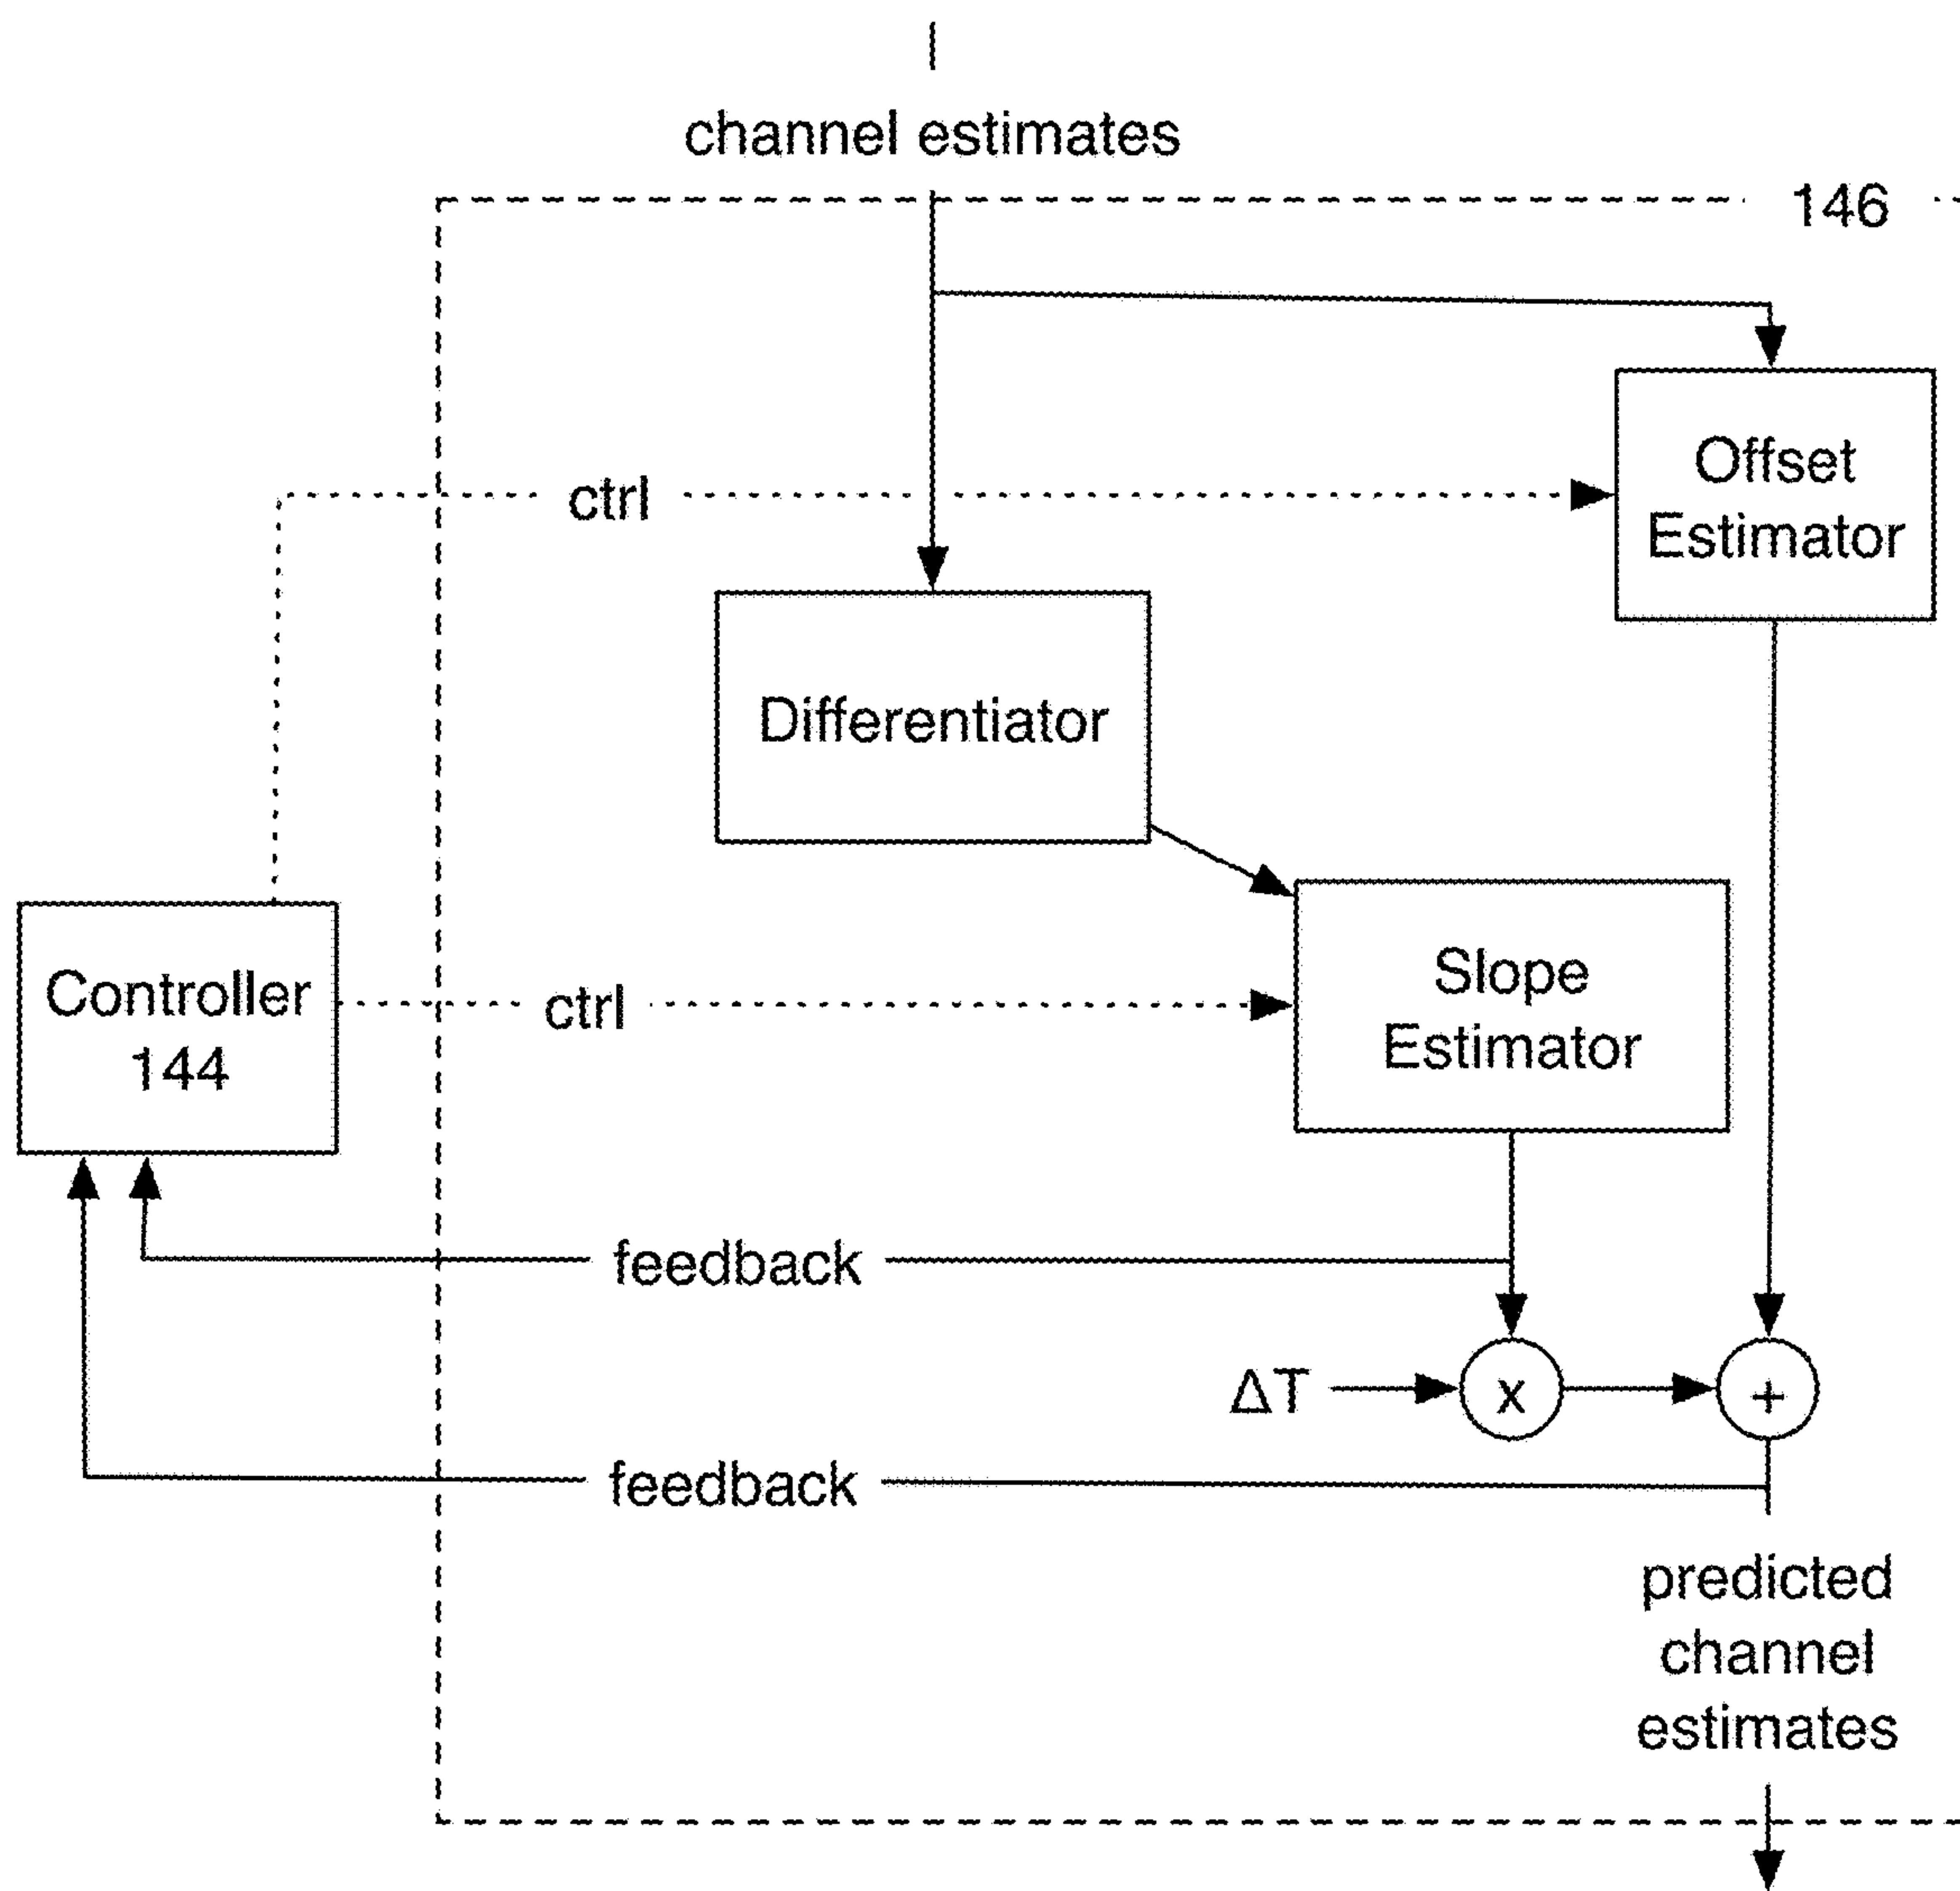 channel estimates
146
Offset
Estimator
ctrl
Differentiator
Controller
144
ctrl
Slope
Estimator
feedback
ΔT
x
+
feedback
predicted
channel
estimates